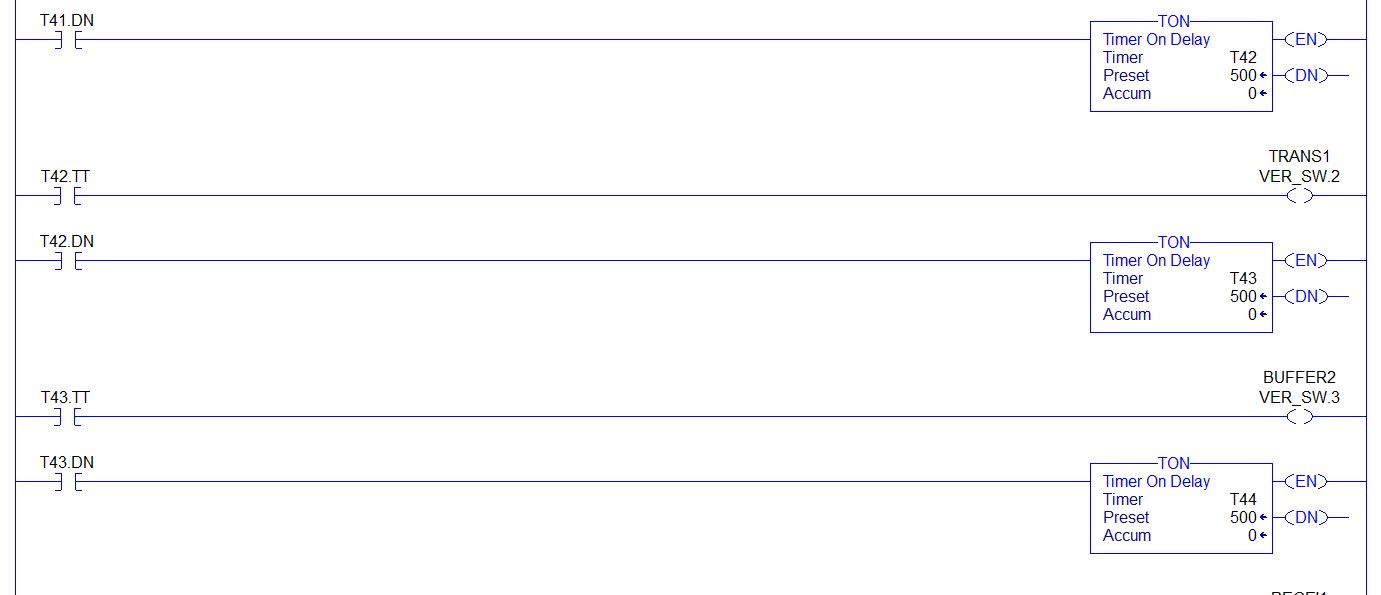 T41.DN
TON
Timer On Delay
EN
Timer T42
Preset 500
DN
Accum 0
TRANS1
T42.TT
VER_SW.2
T42.DN
TON
Timer On Delay
EN
Timer T43
Preset 500
DN
Accum 0
BUFFER2
T43.TT
VER_SW.3
T43.DN
TON
Timer On Delay
EN
Timer T44
Preset 500
DN
Accum 0